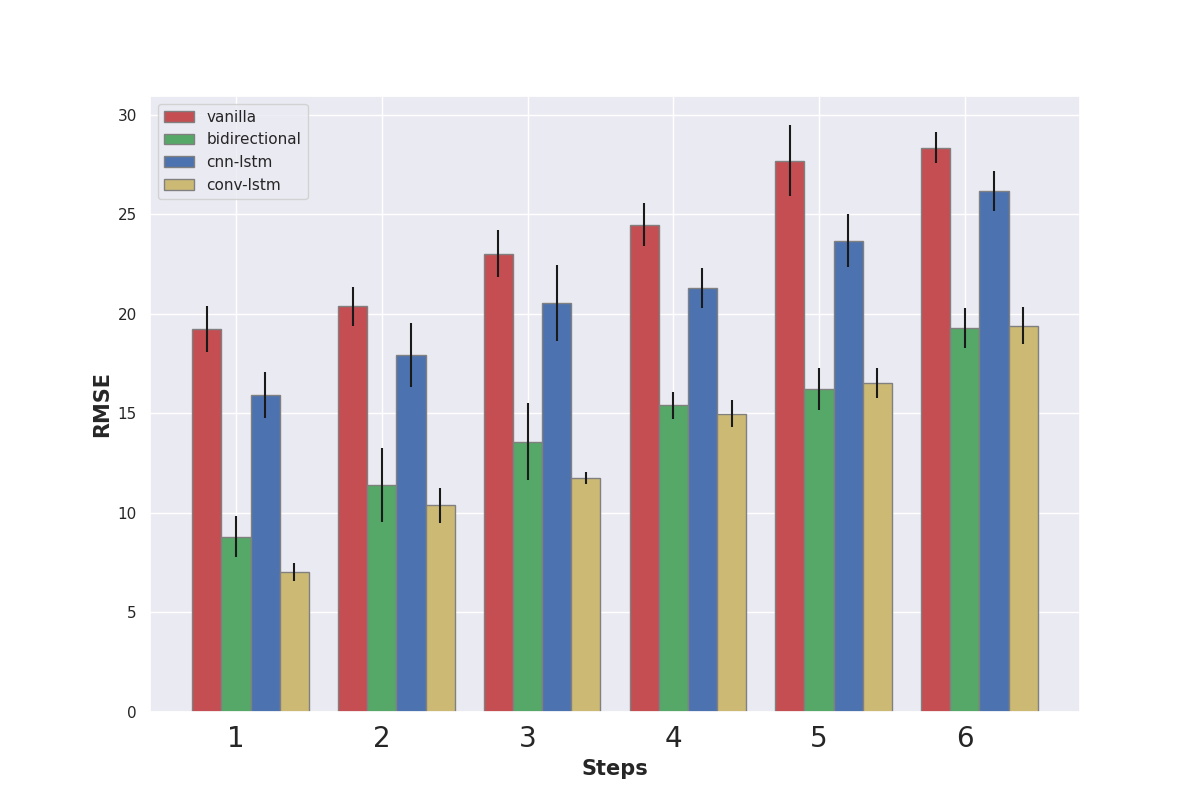 30
25
20
15
10
5
0
RMSE
vanilla
bidirectional
cnn-lstm
conv-lstm
1 2 3 4 5 6
Steps